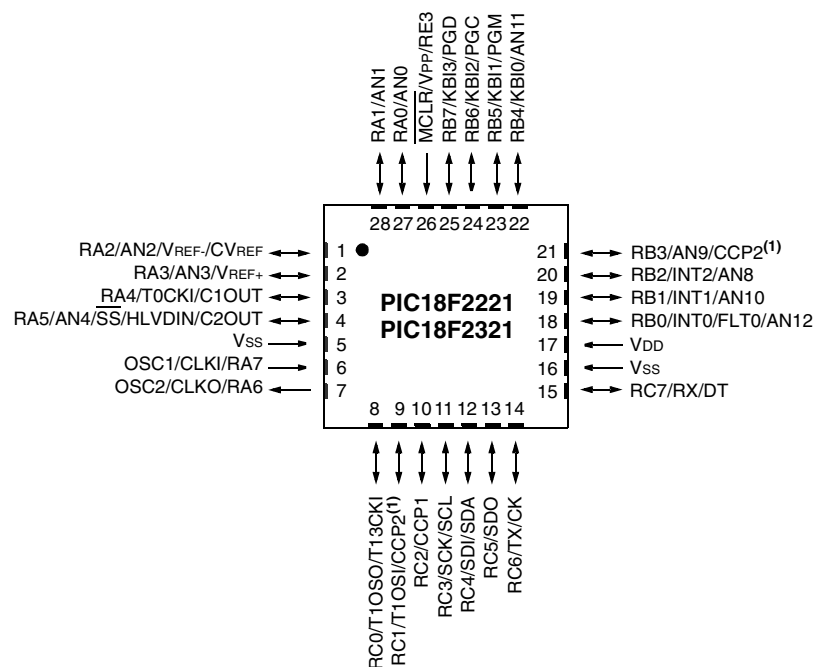 RA1/AN1
RA0/AN0
MCLR/VPP/RE3
RB7/KBI3/PGD
RB6/KBI2/PGC
RB5/KBI1/PGM
RB4/KBI0/AN11
28 27 26 25 24 23 22
RA2/AN2/VREF-/CVREF
RA3/AN3/VREF+
RA4/T0CKI/C1OUT
RA5/AN4/SS/HLVDIN/C2OUT
VSS
OSC1/CLKI/RA7
OSC2/CLKO/RA6
1
2
3
4
5
6
7
PIC18F2221
PIC18F2321
21
20
19
18
17
16
15
RB3/AN9/CCP2(1)
RB2/INT2/AN8
RB1/INT1/AN10
RB0/INT0/FLT0/AN12
VDD
VSS
RC7/RX/DT
8 9 10 11 12 13 14
RC0/T1OSO/T13CKI
RC1/T1OSI/CCP2(1)
RC2/CCP1
RC3/SCK/SCL
RC4/SDI/SDA
RC5/SDO
RC6/TX/CK